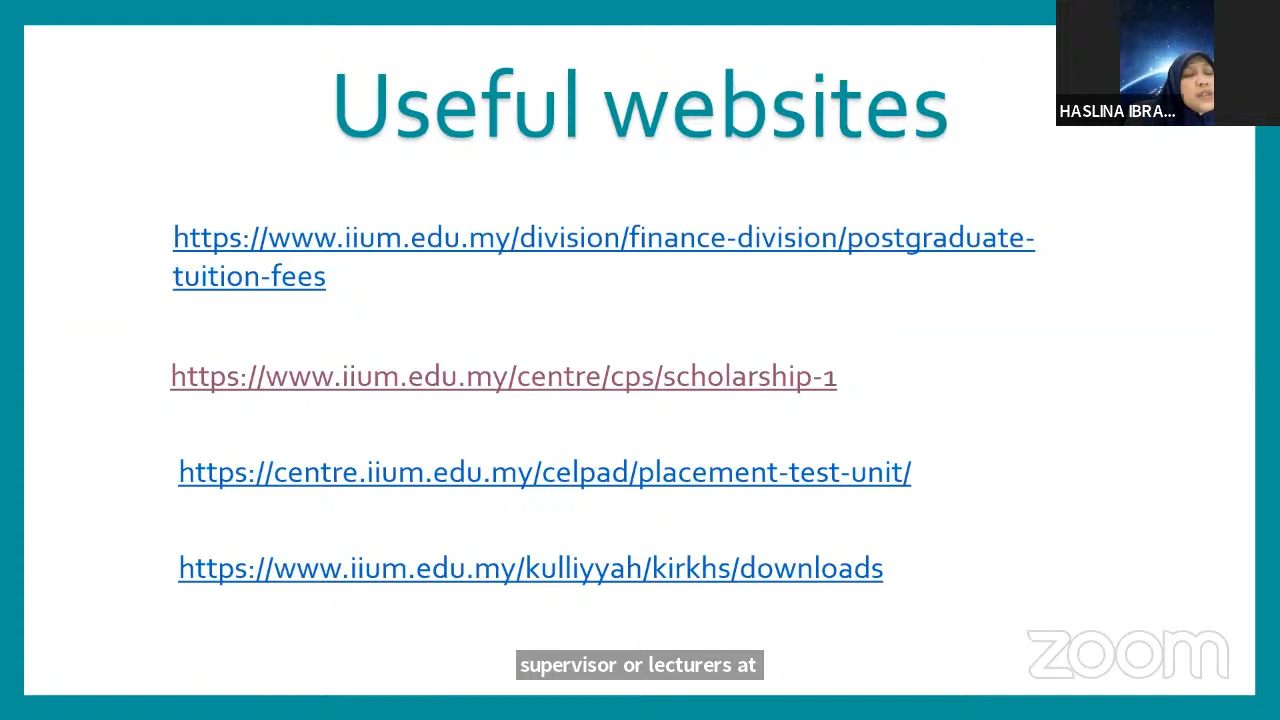 Useful websites
HASLINA IBRA...
https://www.iium.edu.my/division/finance-division/postgraduate-
tuition-fees
https://www.iium.edu.my/centre/cps/scholarship-1
https://centre.iium.edu.my/celpad/placement-test-unit/
https://www.iium.edu.my/kulliyyah/kirkhs/downloads
supervisor or lecturers at
zoom